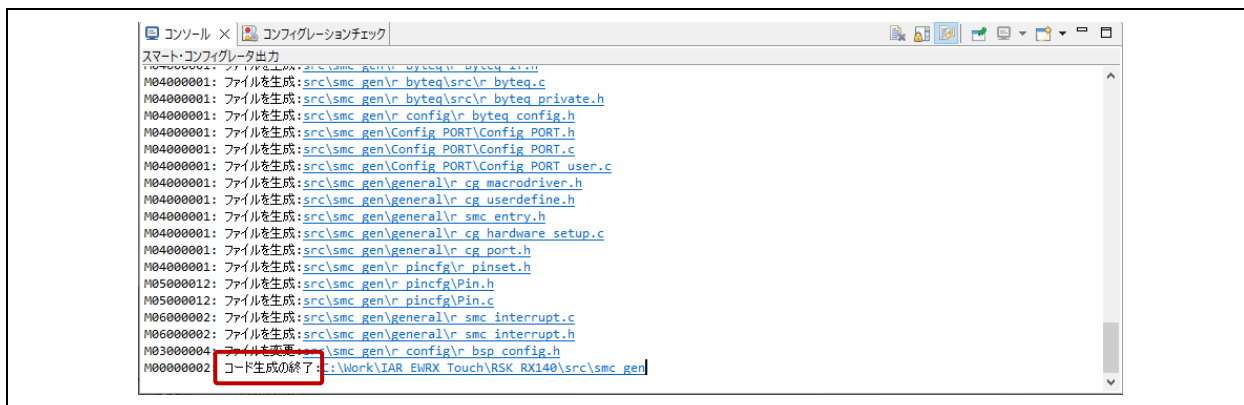 コンソール コンフィグレーションチェック
スマート・コンフィグレータ出力
M04000001: ファイルを生成:src\smc_gen\r_byteq\r_byteq_if.h
M04000001: ファイルを生成:src\smc_gen\r_byteq\src\r_byteq.c
M04000001: ファイルを生成:src\smc_gen\r_byteq\src\r_byteq_private.h
M04000001: ファイルを生成:src\smc_gen\r_config\r_byteq_config.h
M04000001: ファイルを生成:src\smc_gen\Config_PORT\Config_PORT.h
M04000001: ファイルを生成:src\smc_gen\Config_PORT\Config_PORT.c
M04000001: ファイルを生成:src\smc_gen\Config_PORT\Config_PORT_user.c
M04000001: ファイルを生成:src\smc_gen\general\r_cg_macrodriver.h
M04000001: ファイルを生成:src\smc_gen\general\r_cg_userdefine.h
M04000001: ファイルを生成:src\smc_gen\general\r_smc_entry.h
M04000001: ファイルを生成:src\smc_gen\general\r_cg_hardware_setup.c
M04000001: ファイルを生成:src\smc_gen\general\r_cg_port.h
M04000001: ファイルを生成:src\smc_gen\r_pincfg\r_pinset.h
M05000012: ファイルを生成:src\smc_gen\r_pincfg\Pin.h
M05000012: ファイルを生成:src\smc_gen\r_pincfg\Pin.c
M06000002: ファイルを生成:src\smc_gen\general\r_smc_interrupt.c
M06000002: ファイルを生成:src\smc_gen\general\r_smc_interrupt.h
M03000004: ファイルを変更:src\smc_gen\r_config\r_bsp_config.h
M00000002: コード生成の終了:C:\Work\IAR_EWRX_Touch\RSK_RX140\src\smc_gen